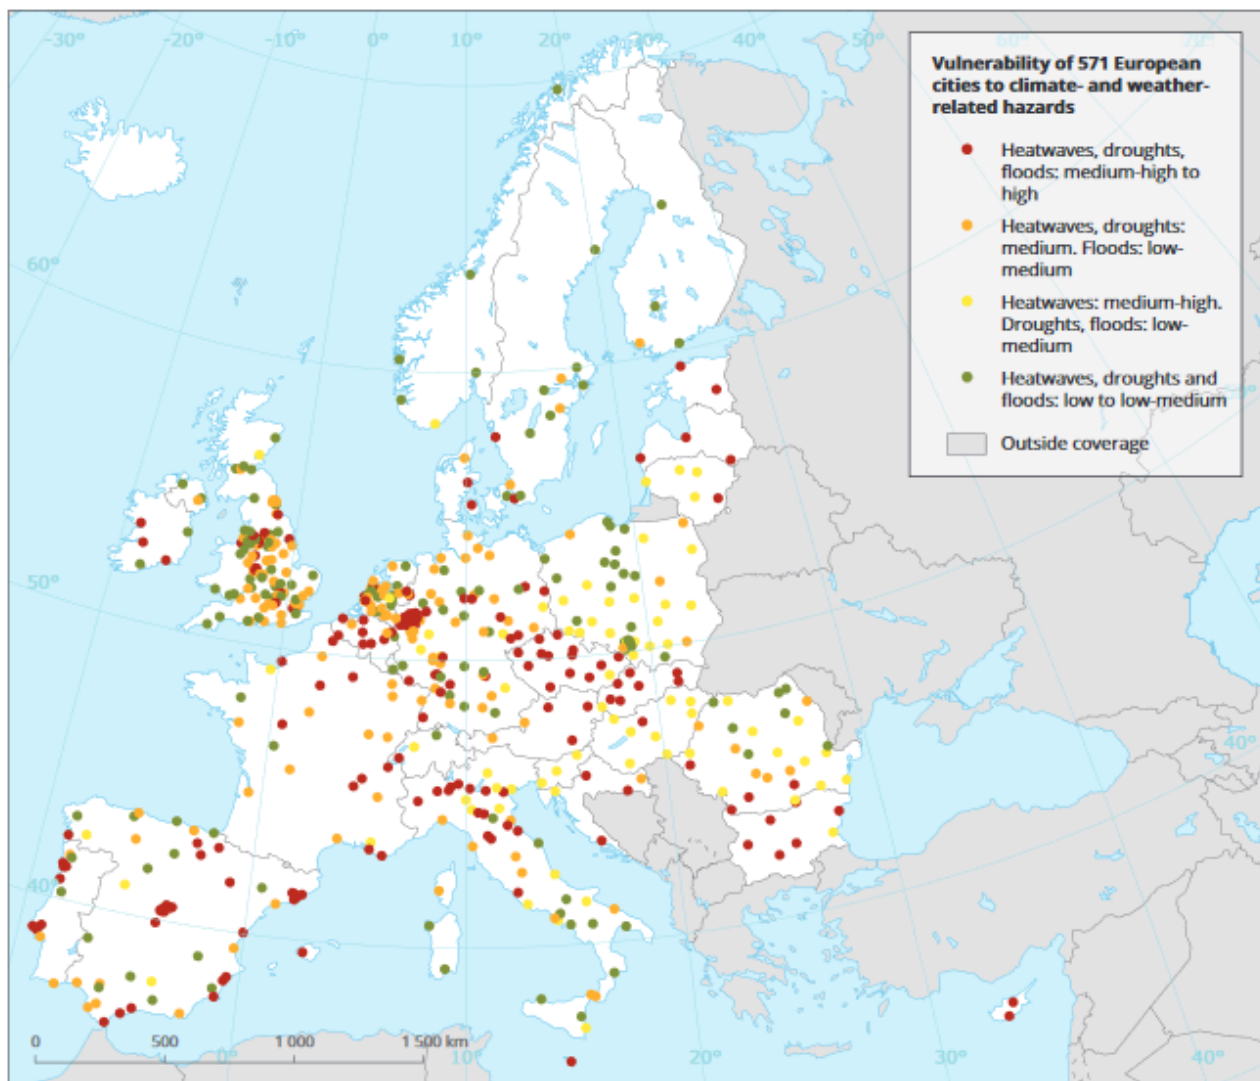 -30°
-20°
-10°
0°
10°
20°
30°
40°
50°
60°
70°
Vulnerability of 571 European
cities to climate- and weather-
related hazards
Heatwaves, droughts,
floods: medium-high to
high
Heatwaves, droughts:
medium. Floods: low-
medium
Heatwaves: medium-high.
Droughts, floods: low-
medium
Heatwaves, droughts and
floods: low to low-medium
Outside coverage
60°
50°
40°
40°
0
500
1 000
1 500 km
0°
10°
20°
30°
40°